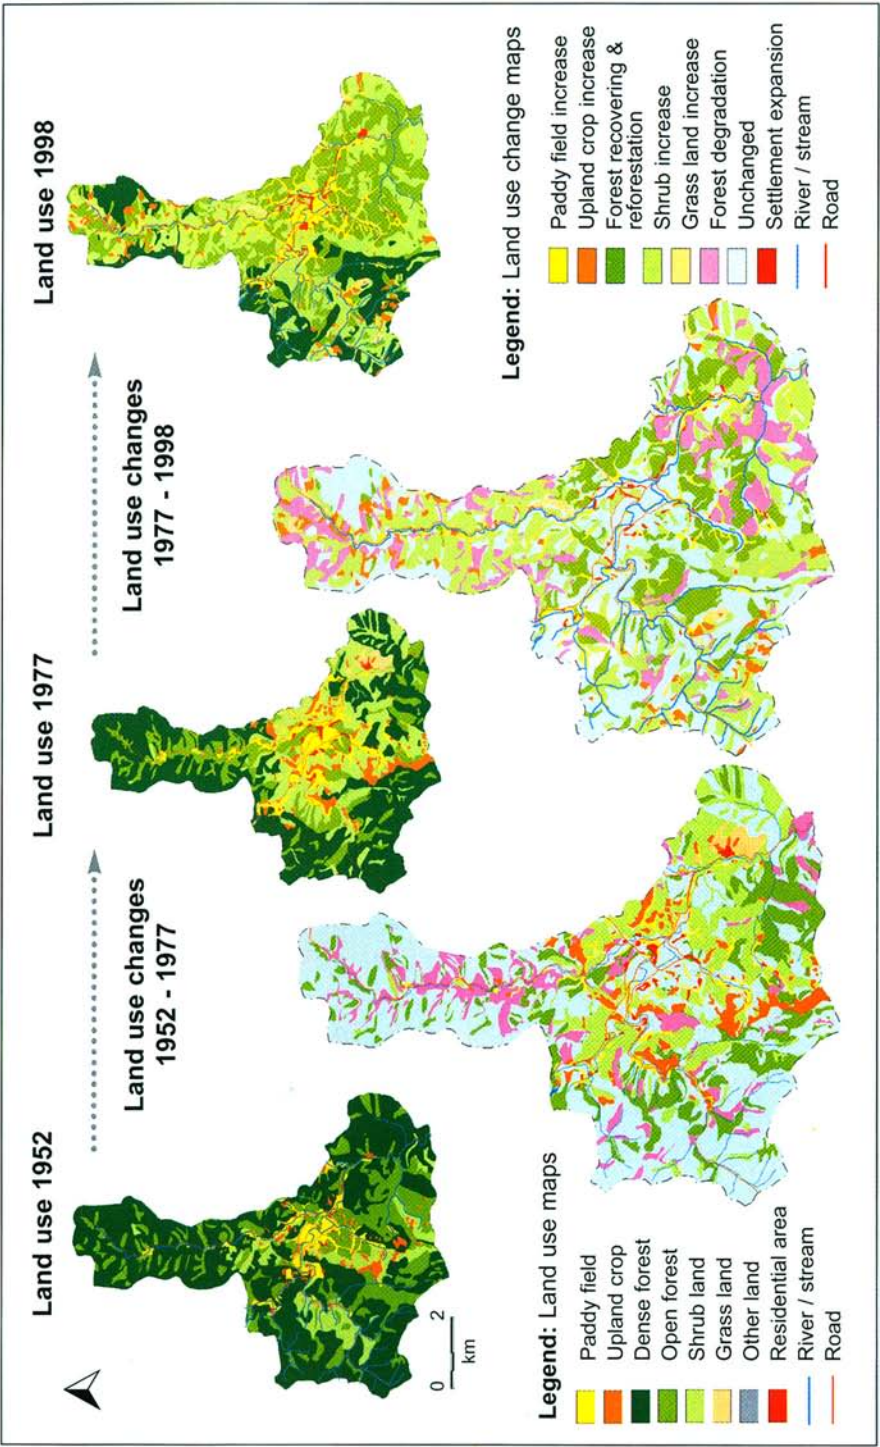 Land use 1952
Land use 1977
Land use 1998
Land use changes
1952 - 1977
Land use changes
1977 - 1998
0 2
km
Legend: Land use maps
Paddy field
Upland crop
Dense forest
Open forest
Shrub land
Grass land
Other land
Residential area
River / stream
Road
Legend: Land use change maps
Paddy field increase
Upland crop increase
Forest recovering &
reforestation
Shrub increase
Grass land increase
Forest degradation
Unchanged
Settlement expansion
River / stream
Road